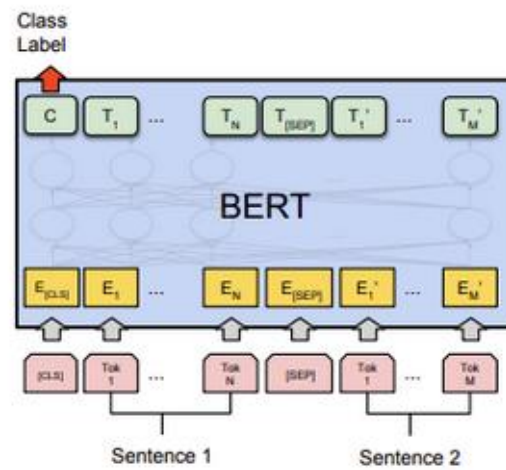 Class
Label
C T1 ... TN T[SEP] T1' ... TM'
BERT
E[CLS] E1 ... EN E[SEP] E1' ... EM'
[CLS] Tok 1 ... Tok N [SEP] Tok 1 ... Tok M
Sentence 1 Sentence 2